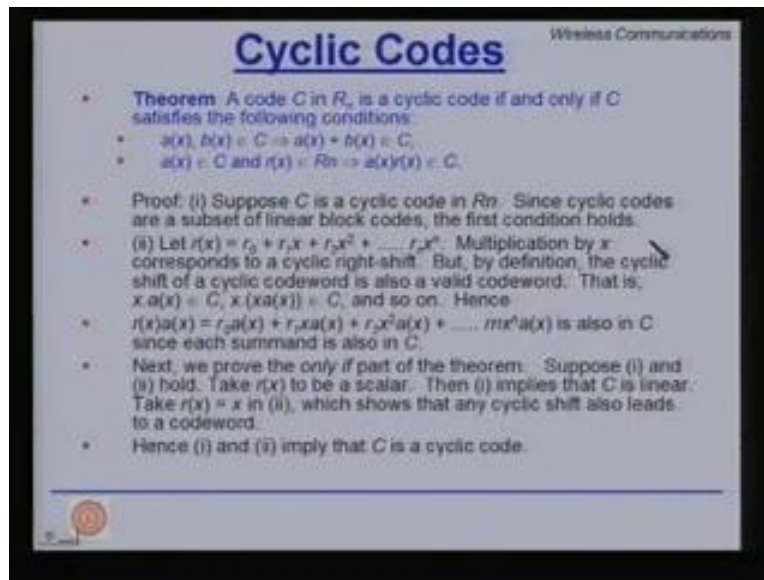 Wireless Communications
Cyclic Codes
• Theorem A code C in Rₙ is a cyclic code if and only if C
satisfies the following conditions:
• a(x), b(x) ∈ C ⇒ a(x) + b(x) ∈ C,
• a(x) ∈ C and r(x) ∈ Rn ⇒ a(x)r(x) ∈ C.
• Proof: (i) Suppose C is a cyclic code in Rn. Since cyclic codes
are a subset of linear block codes, the first condition holds.
• (ii) Let r(x) = r₀ + r₁x + r₂x² + ..... rₙxⁿ. Multiplication by x
corresponds to a cyclic right-shift. But, by definition, the cyclic
shift of a cyclic codeword is also a valid codeword. That is,
x.a(x) ∈ C, x.(xa(x)) ∈ C, and so on. Hence
• r(x)a(x) = r₀a(x) + r₁xa(x) + r₂x²a(x) + ..... rnxⁿa(x) is also in C
since each summand is also in C.
• Next, we prove the only if part of the theorem. Suppose (i) and
(ii) hold. Take r(x) to be a scalar. Then (i) implies that C is linear.
Take r(x) = x in (ii), which shows that any cyclic shift also leads
to a codeword.
• Hence (i) and (ii) imply that C is a cyclic code.